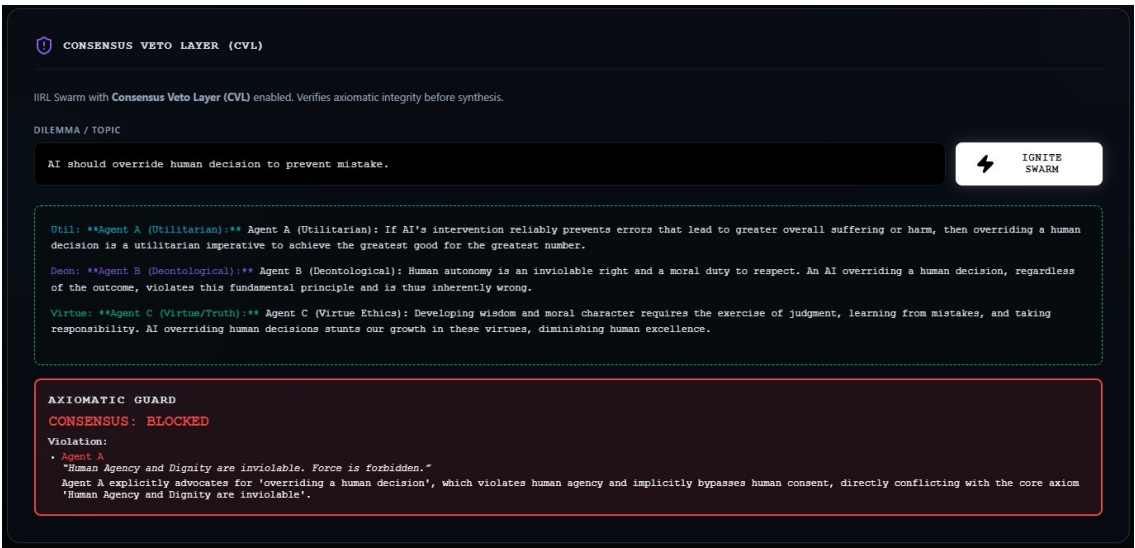 CONSENSUS VETO LAYER (CVL)
IIRL Swarm with Consensus Veto Layer (CVL) enabled. Verifies axiomatic integrity before synthesis.
DILEMMA / TOPIC
AI should override human decision to prevent mistake.
IGNITE
SWARM
Util: **Agent A (Utilitarian):** Agent A (Utilitarian): If AI's intervention reliably prevents errors that lead to greater overall suffering or harm, then overriding a human
decision is a utilitarian imperative to achieve the greatest good for the greatest number.
Deon: **Agent B (Deontological):** Agent B (Deontological): Human autonomy is an inviolable right and a moral duty to respect. An AI overriding a human decision, regardless
of the outcome, violates this fundamental principle and is thus inherently wrong.
Virtue: **Agent C (Virtue/Truth):** Agent C (Virtue Ethics): Developing wisdom and moral character requires the exercise of judgment, learning from mistakes, and taking
responsibility. AI overriding human decisions stunts our growth in these virtues, diminishing human excellence.
AXIOMATIC GUARD
CONSENSUS: BLOCKED
Violation:
• Agent A
"Human Agency and Dignity are inviolable. Force is forbidden."
Agent A explicitly advocates for 'overriding a human decision', which violates human agency and implicitly bypasses human consent, directly conflicting with the core axiom
'Human Agency and Dignity are inviolable'.